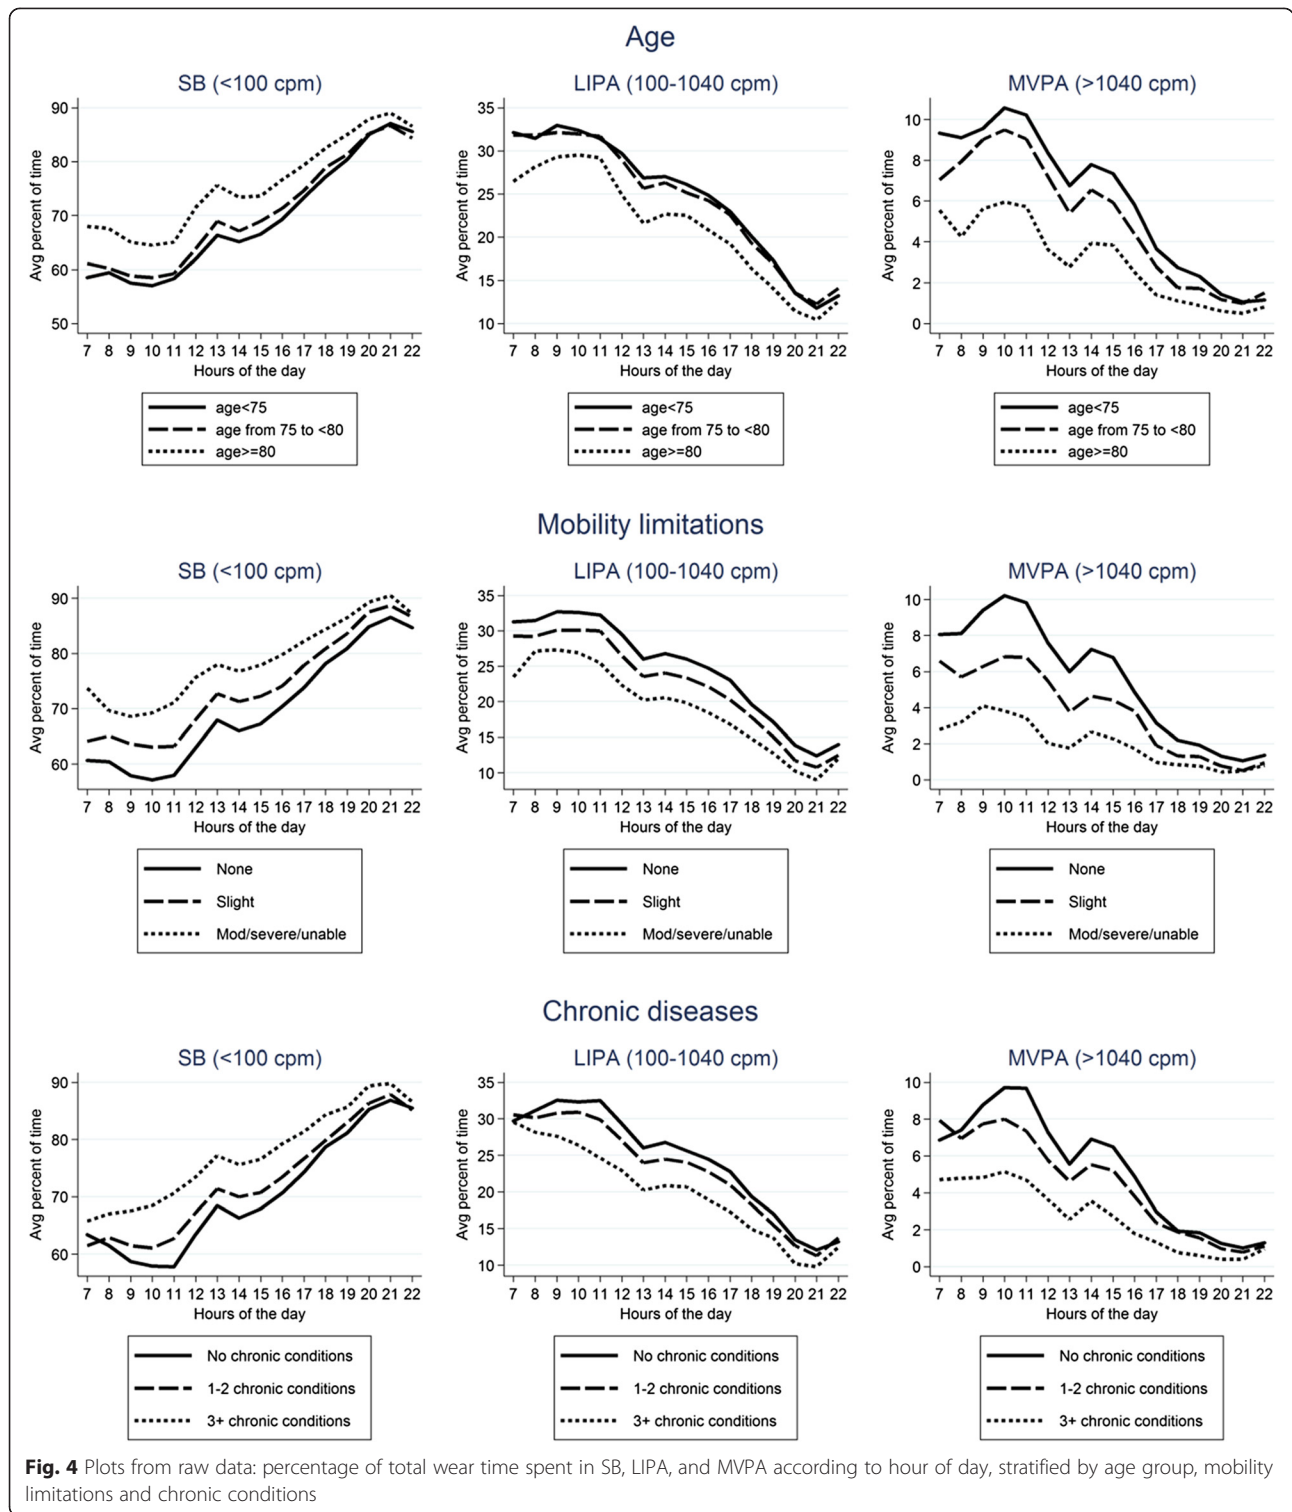 Age
SB (<100 cpm)
Avg percent of time
90
80
70
60
50
7 8 9 10 11 12 13 14 15 16 17 18 19 20 21 22
Hours of the day
age<75
age from 75 to <80
age>=80
LIPA (100-1040 cpm)
Avg percent of time
35
30
25
20
15
10
7 8 9 10 11 12 13 14 15 16 17 18 19 20 21 22
Hours of the day
age<75
age from 75 to <80
age>=80
MVPA (>1040 cpm)
Avg percent of time
10
8
6
4
2
0
7 8 9 10 11 12 13 14 15 16 17 18 19 20 21 22
Hours of the day
age<75
age from 75 to <80
age>=80
Mobility limitations
SB (<100 cpm)
Avg percent of time
90
80
70
60
7 8 9 10 11 12 13 14 15 16 17 18 19 20 21 22
Hours of the day
None
Slight
Mod/severe/unable
LIPA (100-1040 cpm)
Avg percent of time
35
30
25
20
15
10
7 8 9 10 11 12 13 14 15 16 17 18 19 20 21 22
Hours of the day
None
Slight
Mod/severe/unable
MVPA (>1040 cpm)
Avg percent of time
10
8
6
4
2
0
7 8 9 10 11 12 13 14 15 16 17 18 19 20 21 22
Hours of the day
None
Slight
Mod/severe/unable
Chronic diseases
SB (<100 cpm)
Avg percent of time
90
80
70
60
7 8 9 10 11 12 13 14 15 16 17 18 19 20 21 22
Hours of the day
No chronic conditions
1-2 chronic conditions
3+ chronic conditions
LIPA (100-1040 cpm)
Avg percent of time
35
30
25
20
15
10
7 8 9 10 11 12 13 14 15 16 17 18 19 20 21 22
Hours of the day
No chronic conditions
1-2 chronic conditions
3+ chronic conditions
MVPA (>1040 cpm)
Avg percent of time
10
8
6
4
2
0
7 8 9 10 11 12 13 14 15 16 17 18 19 20 21 22
Hours of the day
No chronic conditions
1-2 chronic conditions
3+ chronic conditions
Fig. 4 Plots from raw data: percentage of total wear time spent in SB, LIPA, and MVPA according to hour of day, stratified by age group, mobility
limitations and chronic conditions